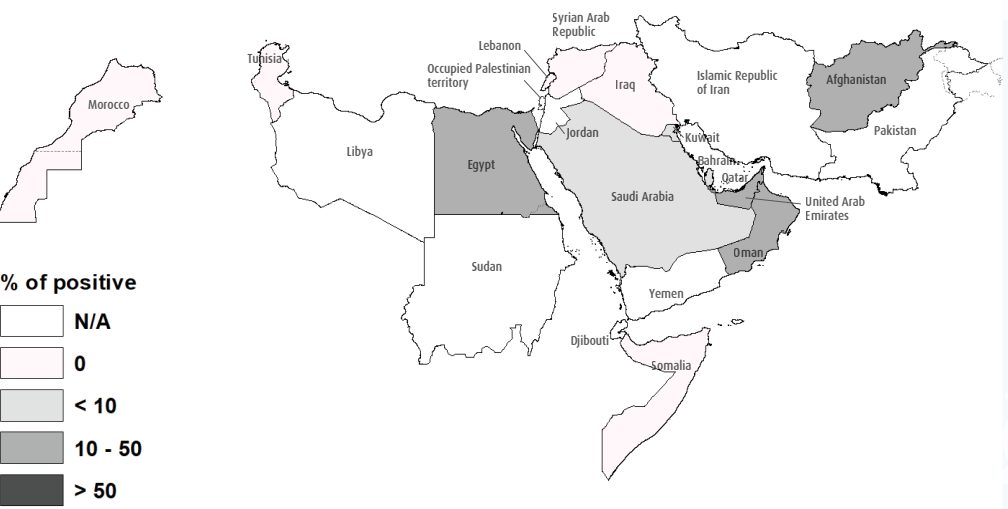 Syrian Arab
Republic
Lebanon
Tunisia
Occupied Palestinian
territory
Islamic Republic
of Iran
Afghanistan
Iraq
Morocco
Pakistan
Jordan
Kuwait
Libya
Egypt
Bahrain
Qatar
Saudi Arabia
United Arab
Emirates
Oman
Sudan
Yemen
Djibouti
Somalia
% of positive
N/A
0
< 10
10 - 50
> 50